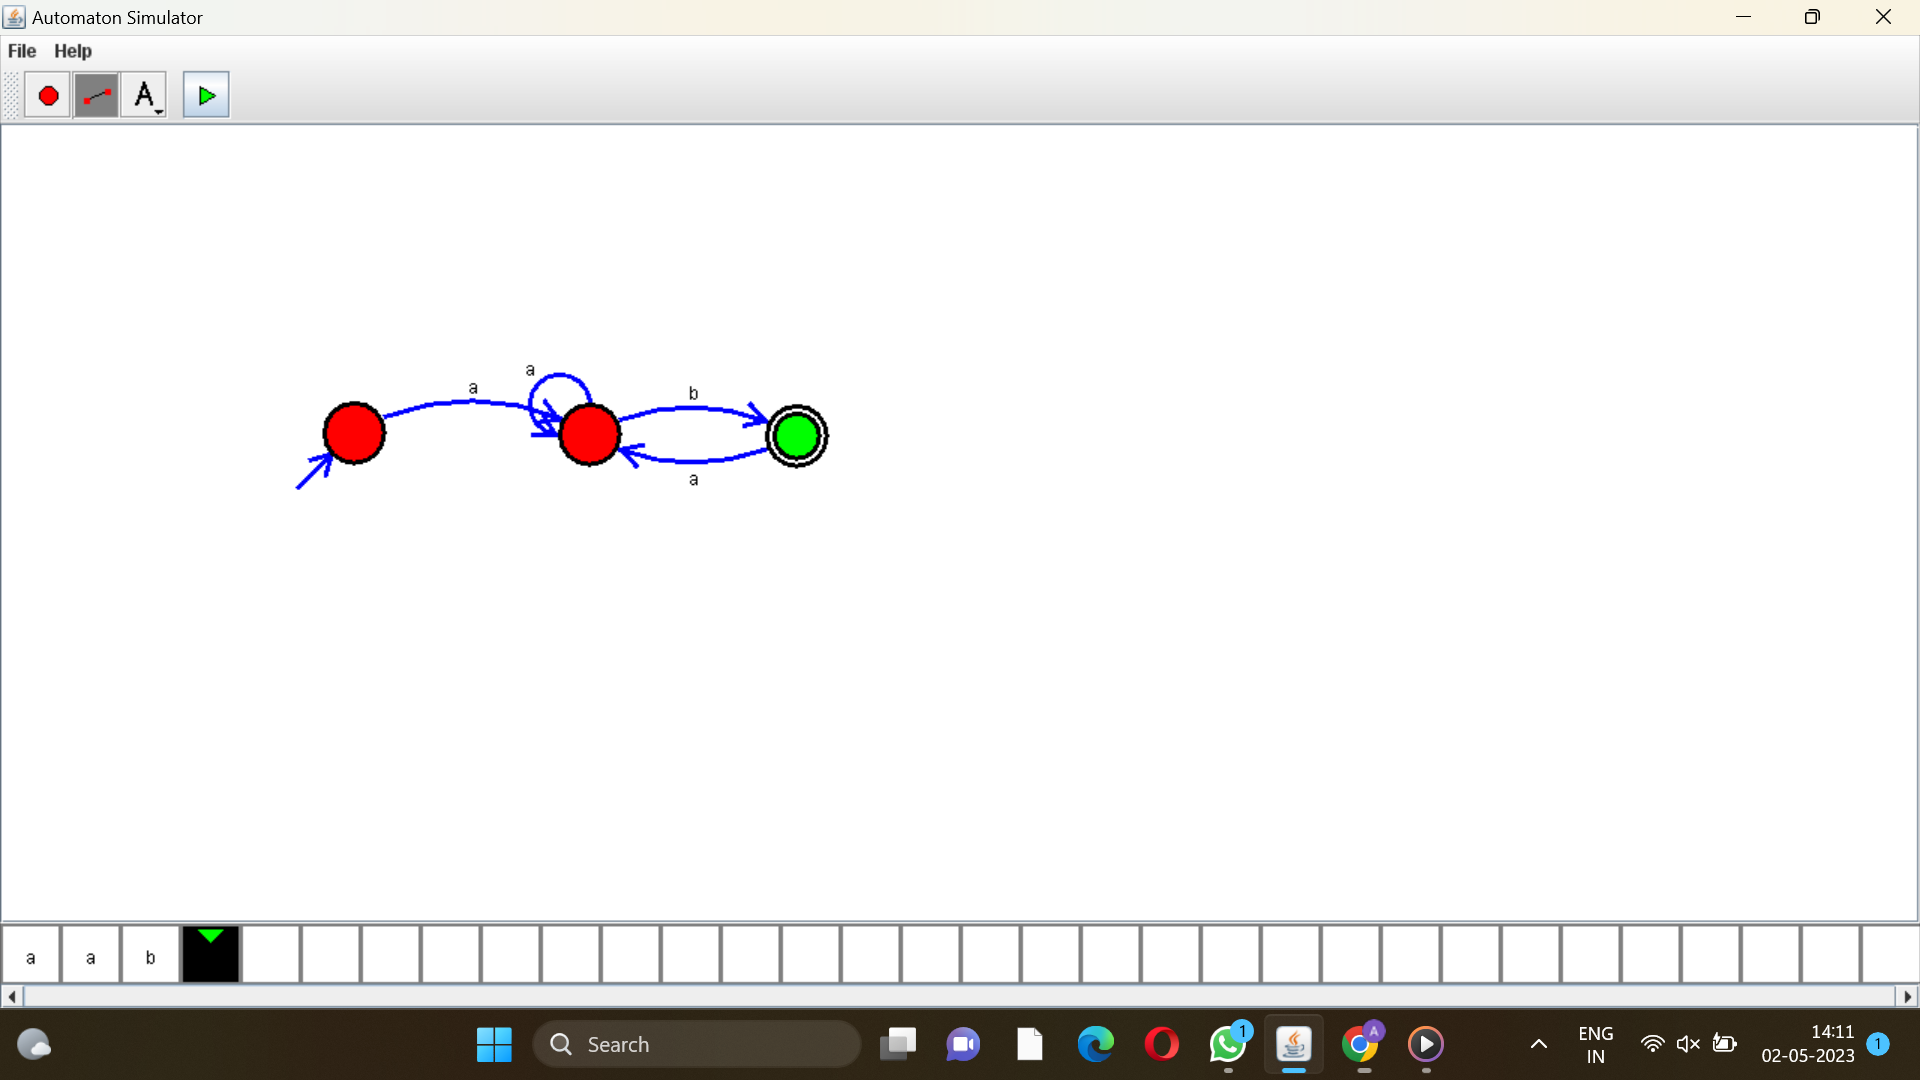 Automaton Simulator
File Help
A
a
a
b
a
a a b
Search
1
A
ENG
IN
14:11
02-05-2023
1